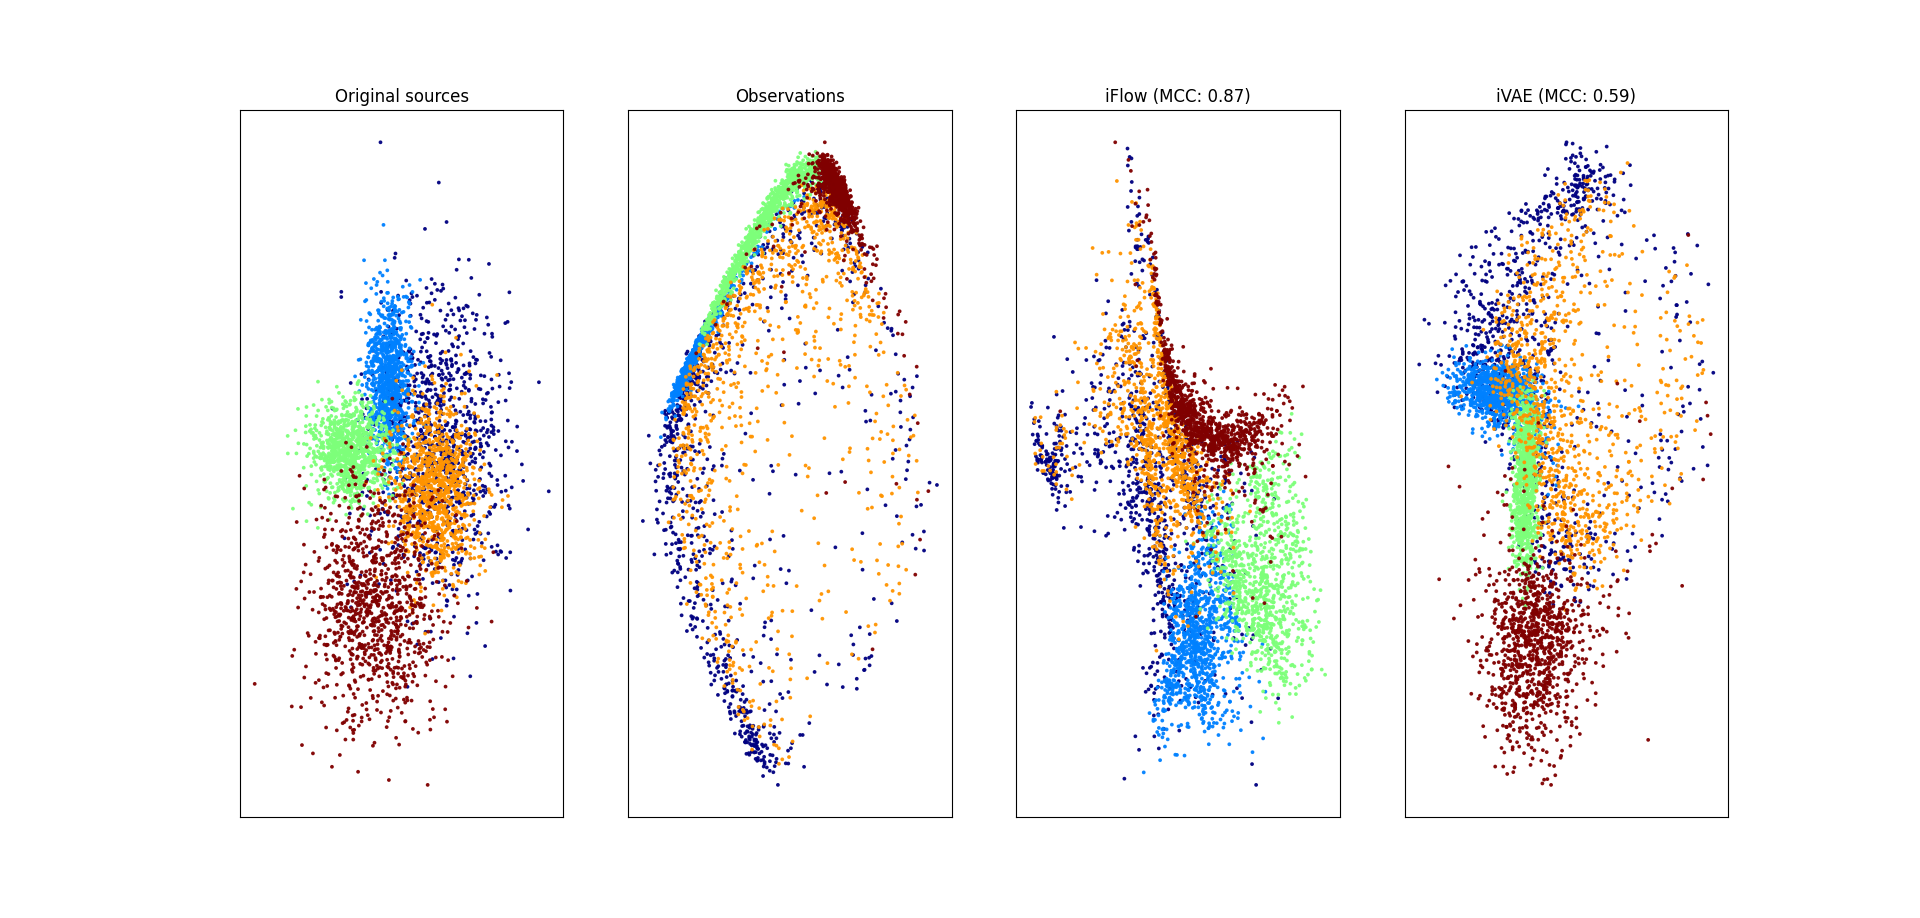 Original sources
Observations
iFlow (MCC: 0.87)
iVAE (MCC: 0.59)